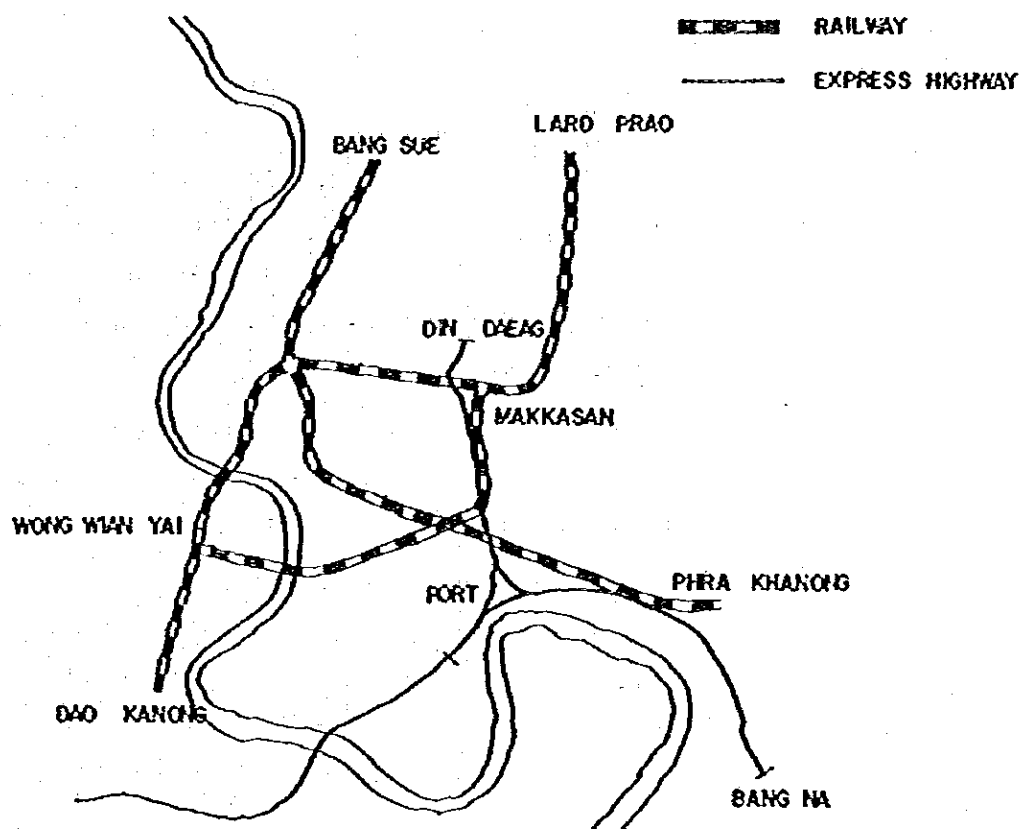 RAILWAY
EXPRESS HIGHWAY
LARD PRAO
BANG SUE
DIN DAEAG
MAKKASAN
WONG WIAN YAI
PORT
PHRA KHANONG
DAO KANONG
BANG NA